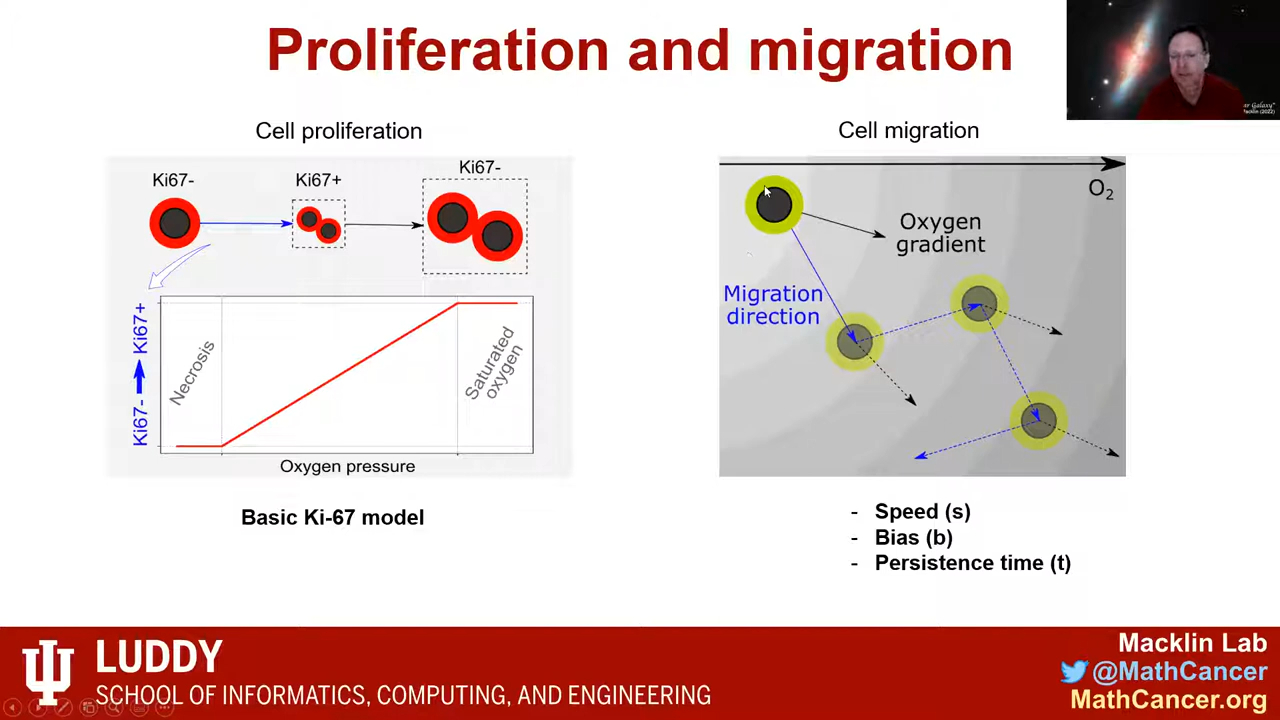 Proliferation and migration
Cell proliferation
Ki67-
Ki67+
Ki67-
Ki67- Ki67+
Necrosis
Saturated
oxygen
Oxygen pressure
Basic Ki-67 model
Cell migration
O2
Oxygen
gradient
Migration
direction
- Speed (s)
- Bias (b)
- Persistence time (t)
LUDDY
SCHOOL OF INFORMATICS, COMPUTING, AND ENGINEERING
Macklin Lab
@MathCancer
MathCancer.org
Galaxy"
(2022)